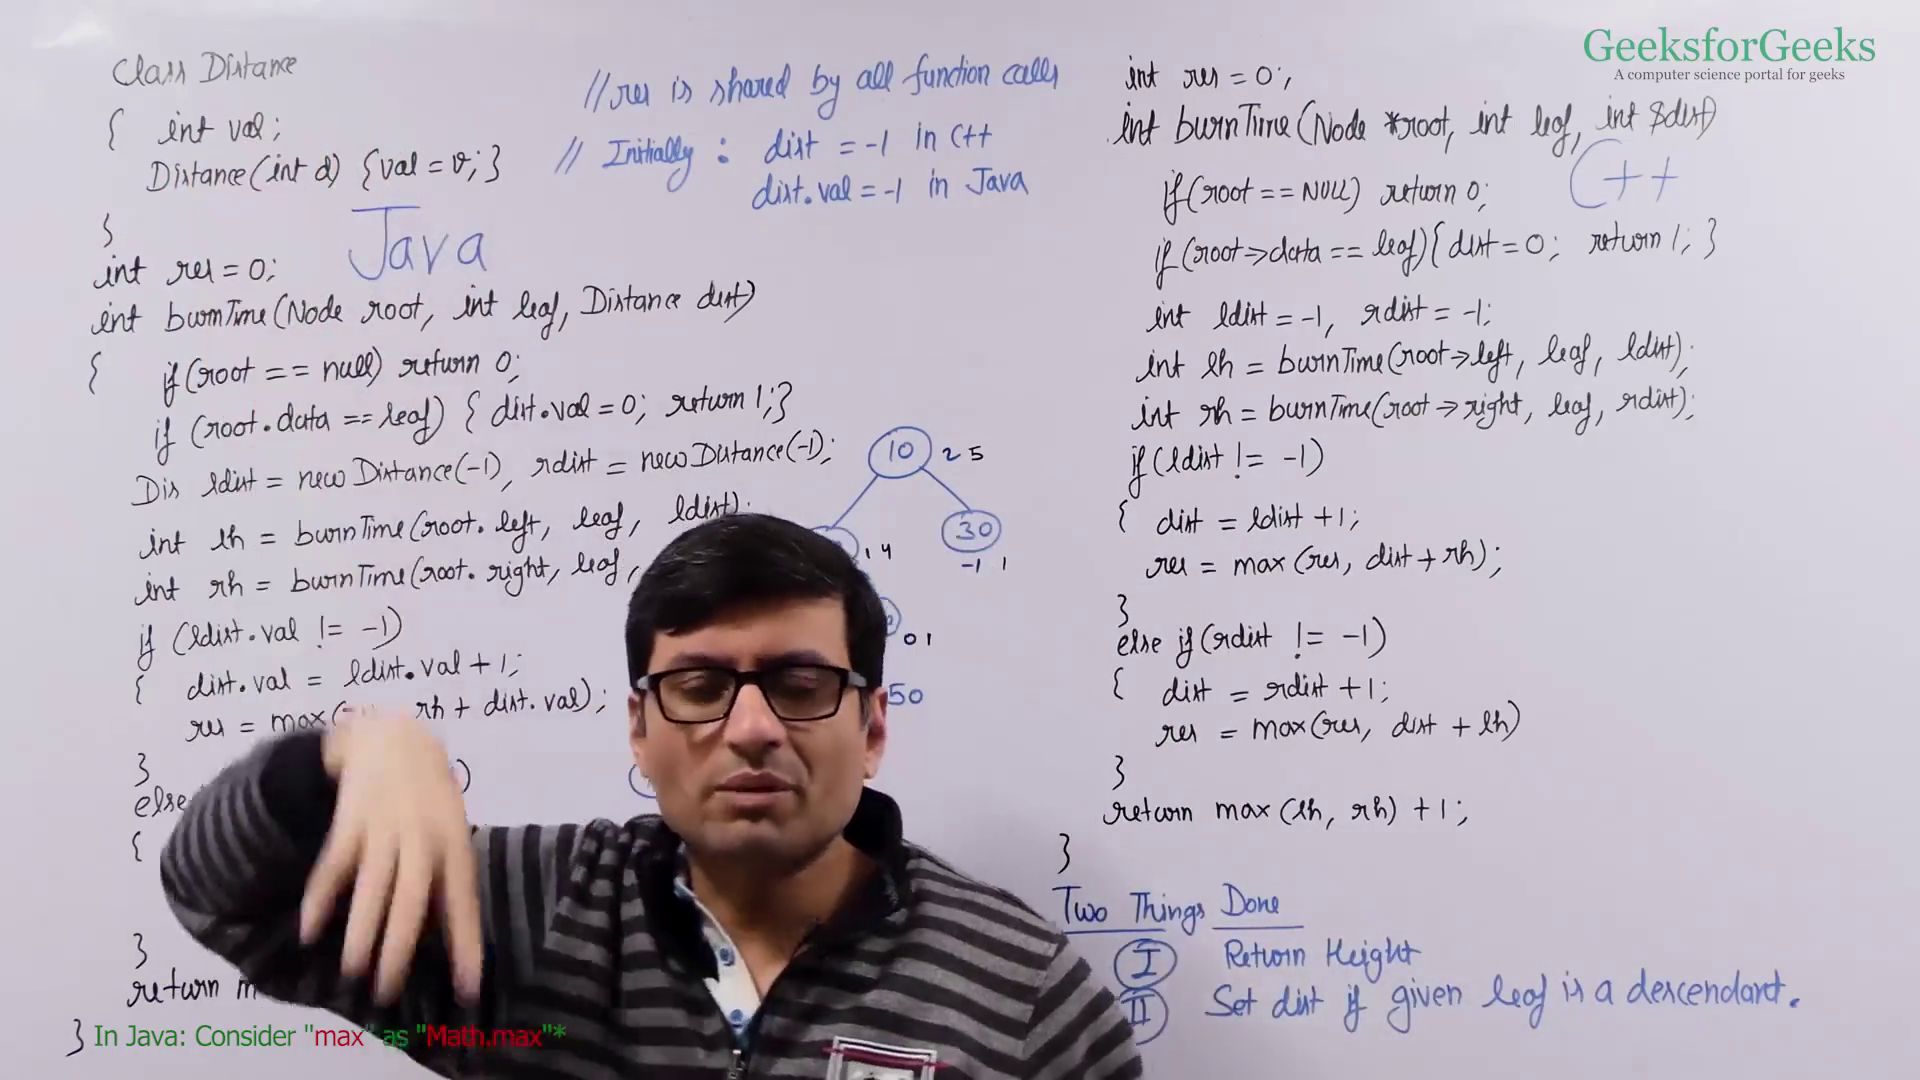 GeeksforGeeks
A computer science portal for geeks
Class Distance
{ int val;
Distance(int d) {val = v;}
}
Java
int res = 0;
int burnTime(Node root, int leaf, Distance dist)
{ if(root == null) return 0;
if (root.data == leaf) { dist.val = 0; return 1;}
Dis ldist = new Distance(-1), rdist = new Distance(-1);
int lh = burnTime(root. left, leaf, ldist);
int rh = burnTime(root. right, leaf,
if (ldist.val != -1)
{ dist.val = ldist.val + 1;
res = max( rh + dist.val);
}
else
{
}
return
}
In Java: Consider "max" as "Math.max"*
//res is shared by all function calls
// Initially : dist = -1 in C++
dist.val = -1 in Java
10 2 5
30
1 4
-1 1
0 1
50
int res = 0;
int burnTime(Node *root, int leaf, int &dist)
C++
if(root == NULL) return 0;
if(root->data == leaf){ dist = 0; return 1; }
int ldist = -1, rdist = -1;
int lh = burnTime(root->left, leaf, ldist);
int rh = burnTime(root->right, leaf, rdist);
if(ldist != -1)
{ dist = ldist + 1;
res = max (res, dist + rh);
}
else if(rdist != -1)
{ dist = rdist + 1;
res = max(res, dist + lh)
}
return max (lh, rh) + 1;
}
Two Things Done
I Return Height
II Set dist if given leaf is a descendant.